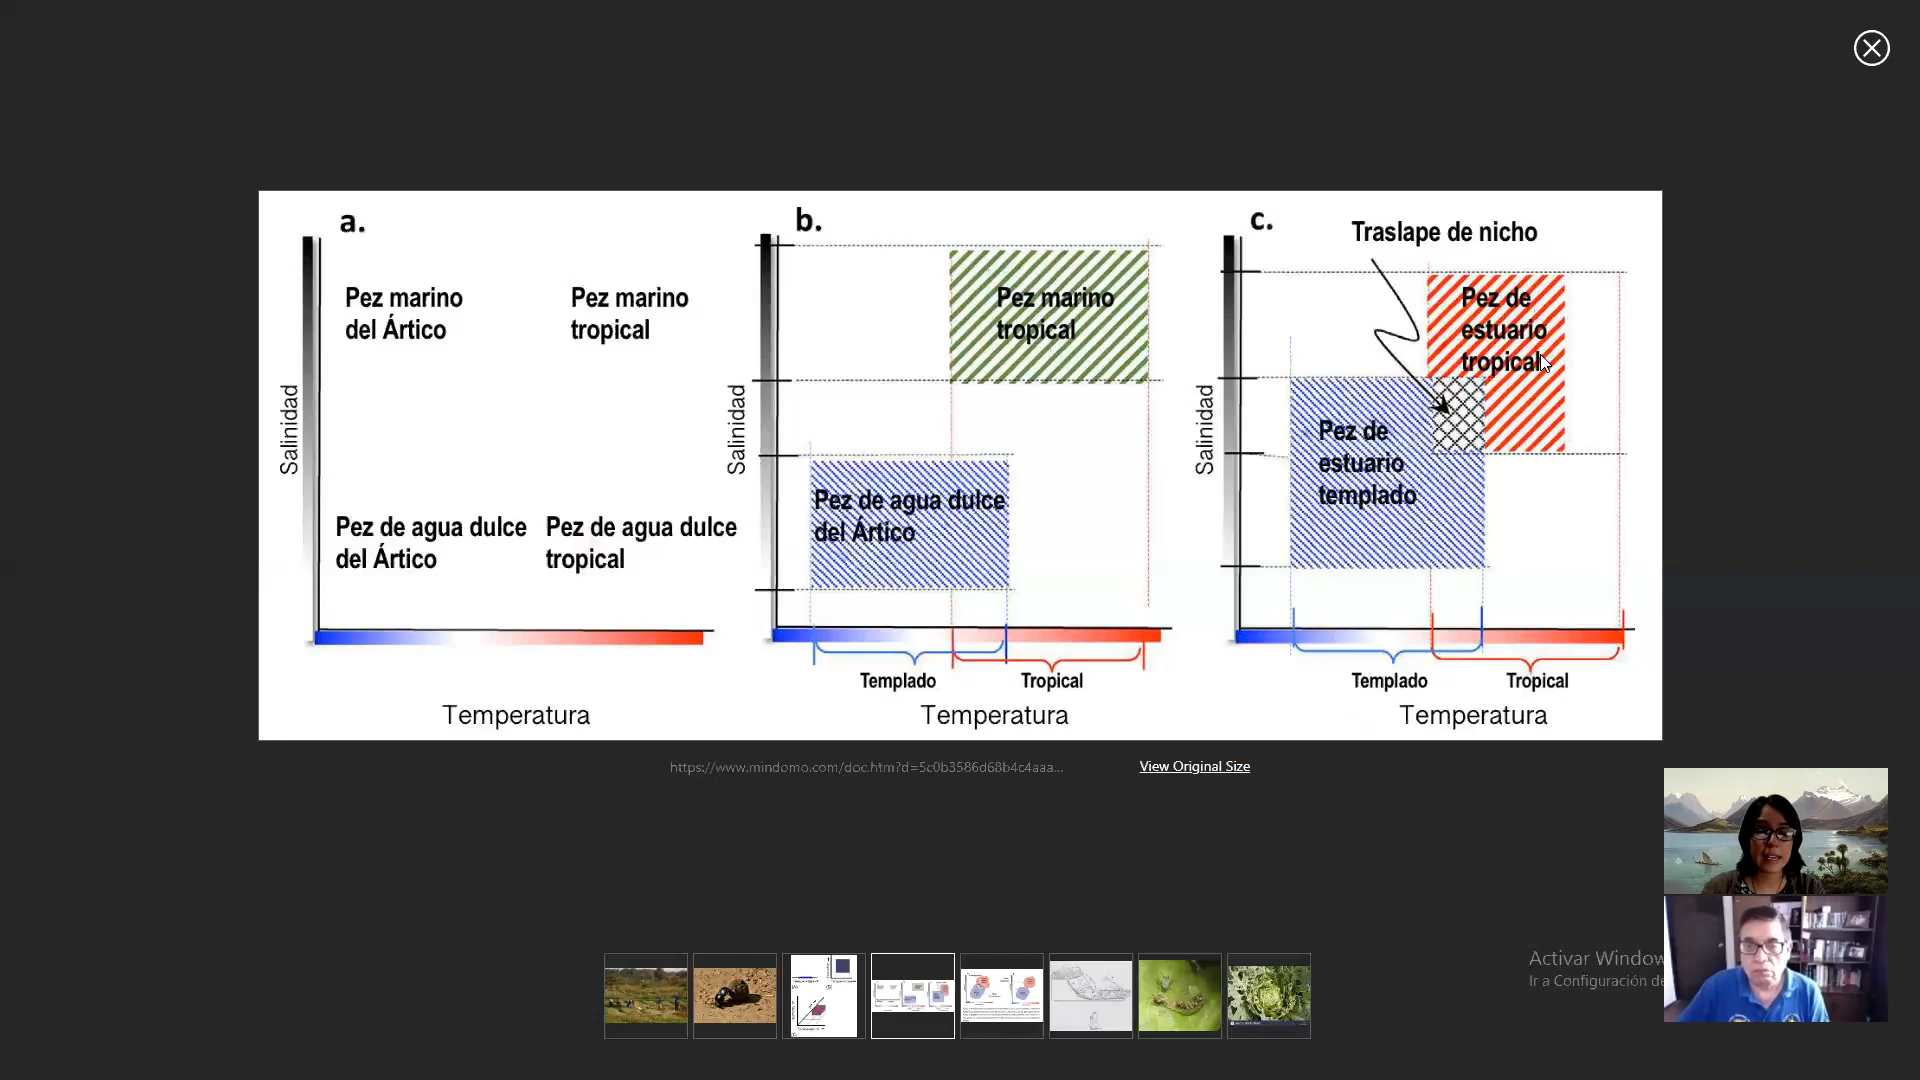 a.
Pez marino
del Ártico
Pez marino
tropical
Pez de agua dulce
del Ártico
Pez de agua dulce
tropical
Salinidad
Temperatura
b.
Pez marino
tropical
Pez de agua dulce
del Ártico
Salinidad
Templado
Tropical
Temperatura
c.
Traslape de nicho
Pez de
estuario
tropical
Pez de
estuario
templado
Salinidad
Templado
Tropical
Temperatura
https://www.mindomo.com/doc.htm?d=5c0b3586d68b4c4aaa...
View Original Size
Activar Window
Ir a Configuración de